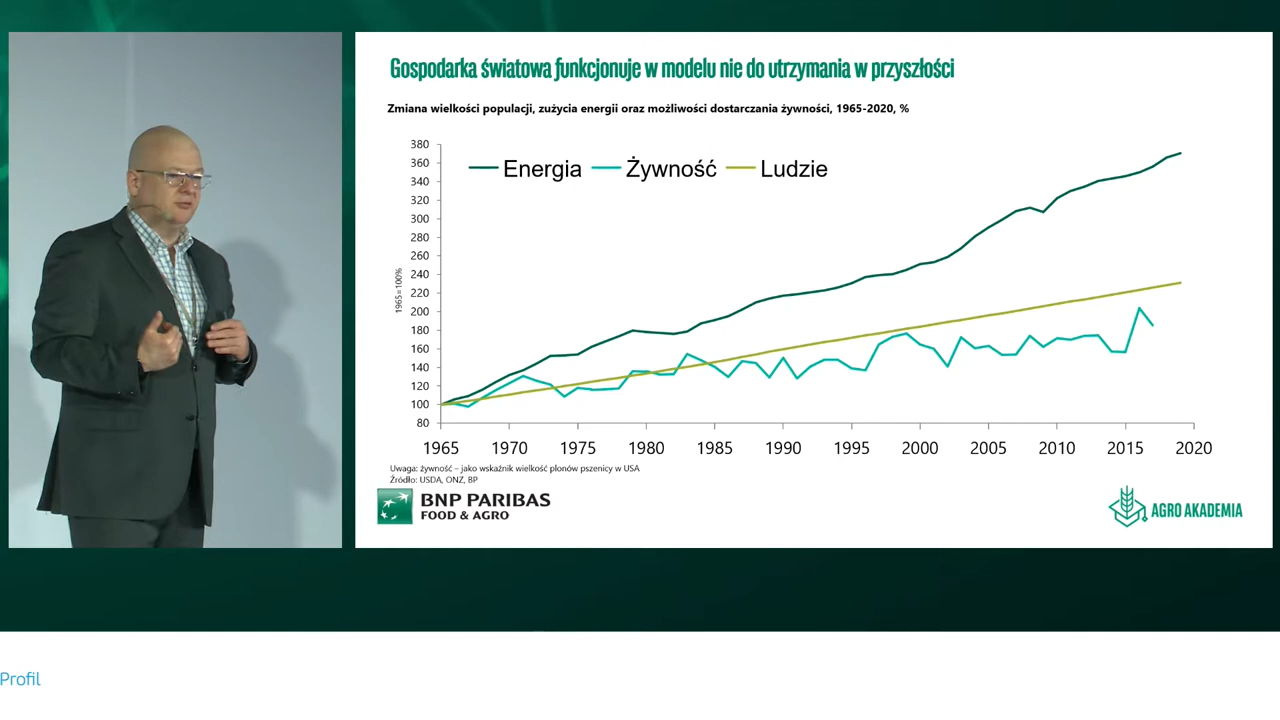 Gospodarka światowa funkcjonuje w modelu nie do utrzymania w przyszłości
Zmiana wielkości populacji, zużycia energii oraz możliwości dostarczania żywności, 1965-2020, %
1965=100%
380
360
340
320
300
280
260
240
220
200
180
160
140
120
100
80
Energia Żywność Ludzie
1965 1970 1975 1980 1985 1990 1995 2000 2005 2010 2015 2020
Uwaga: żywność – jako wskaźnik wielkość plonów pszenicy w USA
Źródło: USDA, ONZ, BP
BNP PARIBAS
FOOD & AGRO
AGRO AKADEMIA
Profil